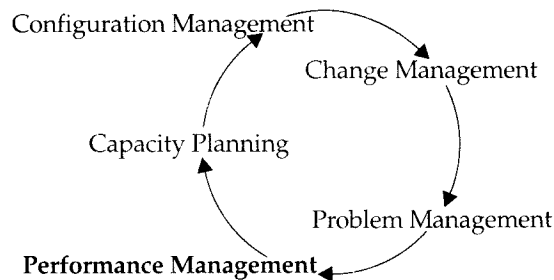 Configuration Management
Change Management
Capacity Planning
Problem Management
Performance Management